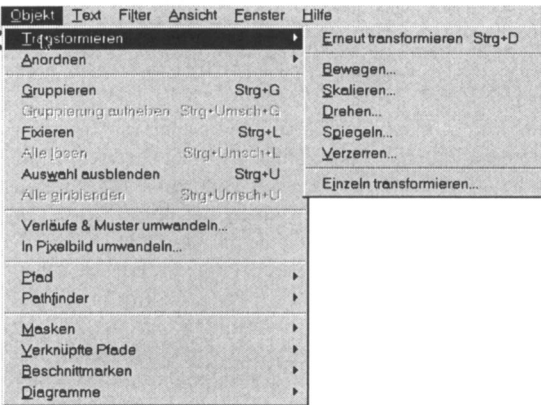 Objekt Text Filter Ansicht Fenster Hilfe
Transformieren
Anordnen
Gruppieren Strg+G
Gruppierung aufheben Strg+Umsch+G
Fixieren Strg+L
Alle lösen Strg+Umsch+L
Auswahl ausblenden Strg+U
Alle einblenden Strg+Umsch+U
Verläufe & Muster umwandeln...
In Pixelbild umwandeln...
Pfad
Pathfinder
Masken
Verknüpfte Pfade
Beschnittmarken
Diagramme
Erneut transformieren Strg+D
Bewegen...
Skalieren...
Drehen...
Spiegeln...
Verzerren...
Einzeln transformieren...